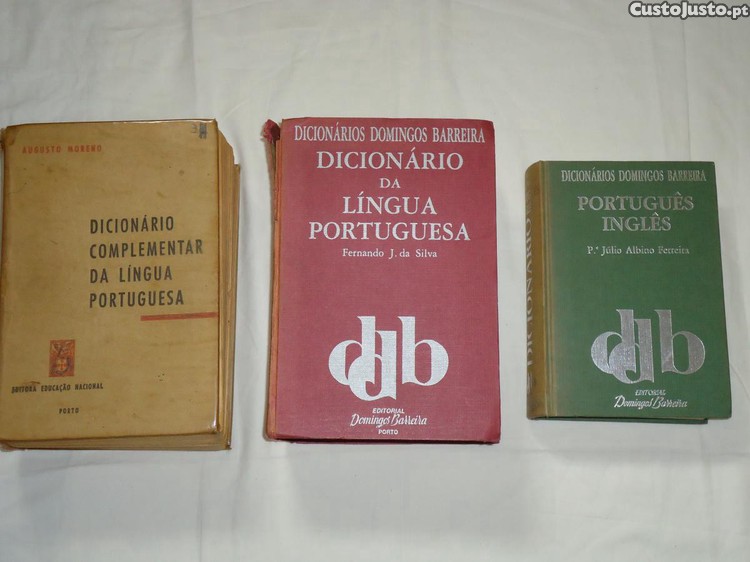 CustoJusto.pt
AUGUSTO MORENO
DICIONÁRIO
COMPLEMENTAR
DA LÍNGUA
PORTUGUESA
EDITORA EDUCAÇÃO NACIONAL
PORTO
DICIONÁRIOS DOMINGOS BARREIRA
DICIONÁRIO
DA
LÍNGUA
PORTUGUESA
Fernando J. da Silva
ddb
EDITORIAL
Domingos Barreira
PORTO
DICIONÁRIOS DOMINGOS BARREIRA
PORTUGUÊS
INGLÊS
P.ᵉ Júlio Albino Ferreira
ddb
EDITORIAL
Domingos Barreira
DICIONÁRIO